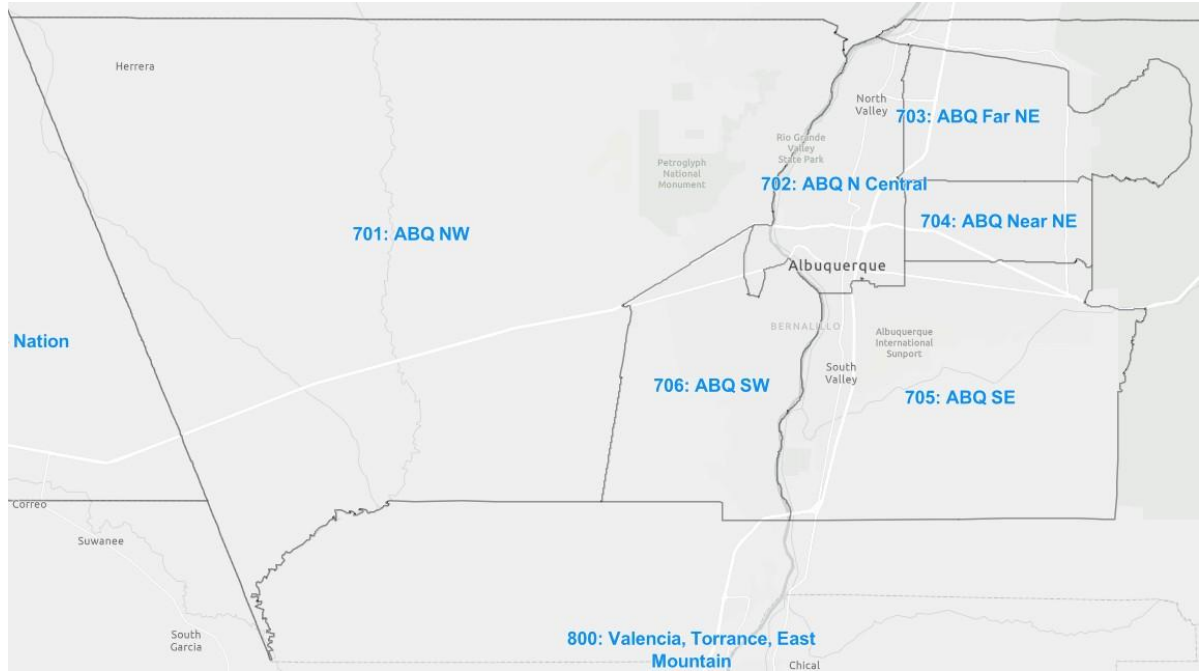 Herrera
North
Valley
703: ABQ Far NE
Rio Grande
Valley
State Park
Petroglyph
National
Monument
702: ABQ N Central
704: ABQ Near NE
701: ABQ NW
Albuquerque
BERNALILLO
Albuquerque
International
Sunport
Nation
South
Valley
706: ABQ SW
705: ABQ SE
Correo
Suwanee
South
Garcia
800: Valencia, Torrance, East
Mountain
Chical